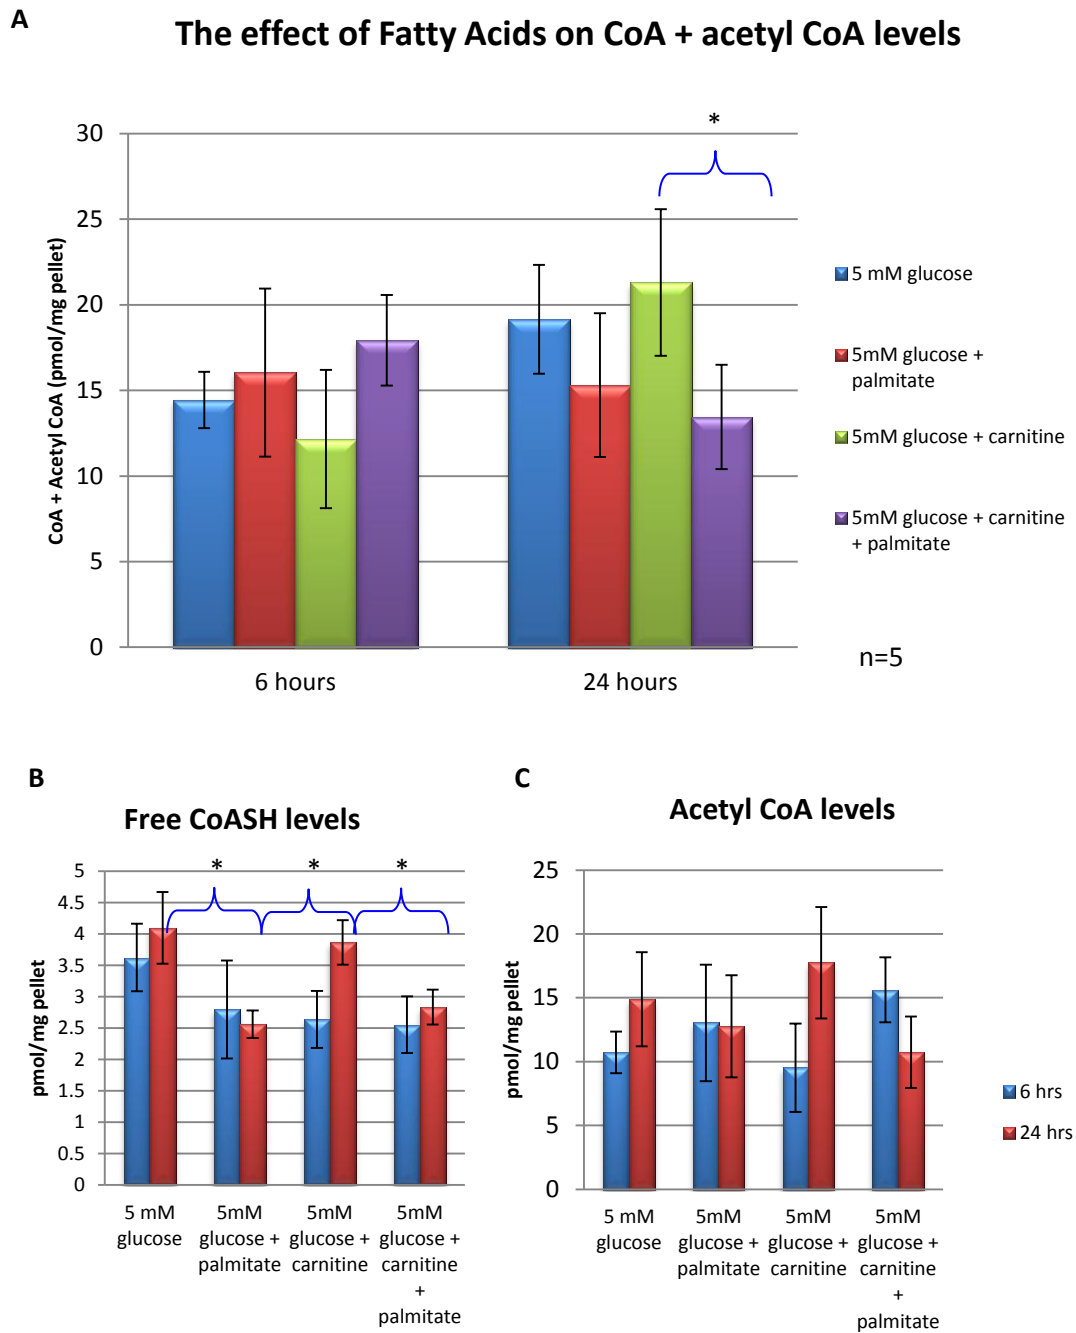 A
The effect of Fatty Acids on CoA + acetyl CoA levels
*
30
25
20
15
10
5
0
CoA + Acetyl CoA (pmol/mg pellet)
6 hours
24 hours
5 mM glucose
5mM glucose +
palmitate
5mM glucose + carnitine
5mM glucose + carnitine
+ palmitate
n=5
B
Free CoASH levels
* * *
5
4.5
4
3.5
3
2.5
2
1.5
1
0.5
0
pmol/mg pellet
5 mM
glucose
5mM
glucose +
palmitate
5mM
glucose +
carnitine
5mM
glucose +
carnitine
+
palmitate
C
Acetyl CoA levels
25
20
15
10
5
0
pmol/mg pellet
5 mM
glucose
5mM
glucose +
palmitate
5mM
glucose +
carnitine
5mM
glucose +
carnitine
+
palmitate
6 hrs
24 hrs